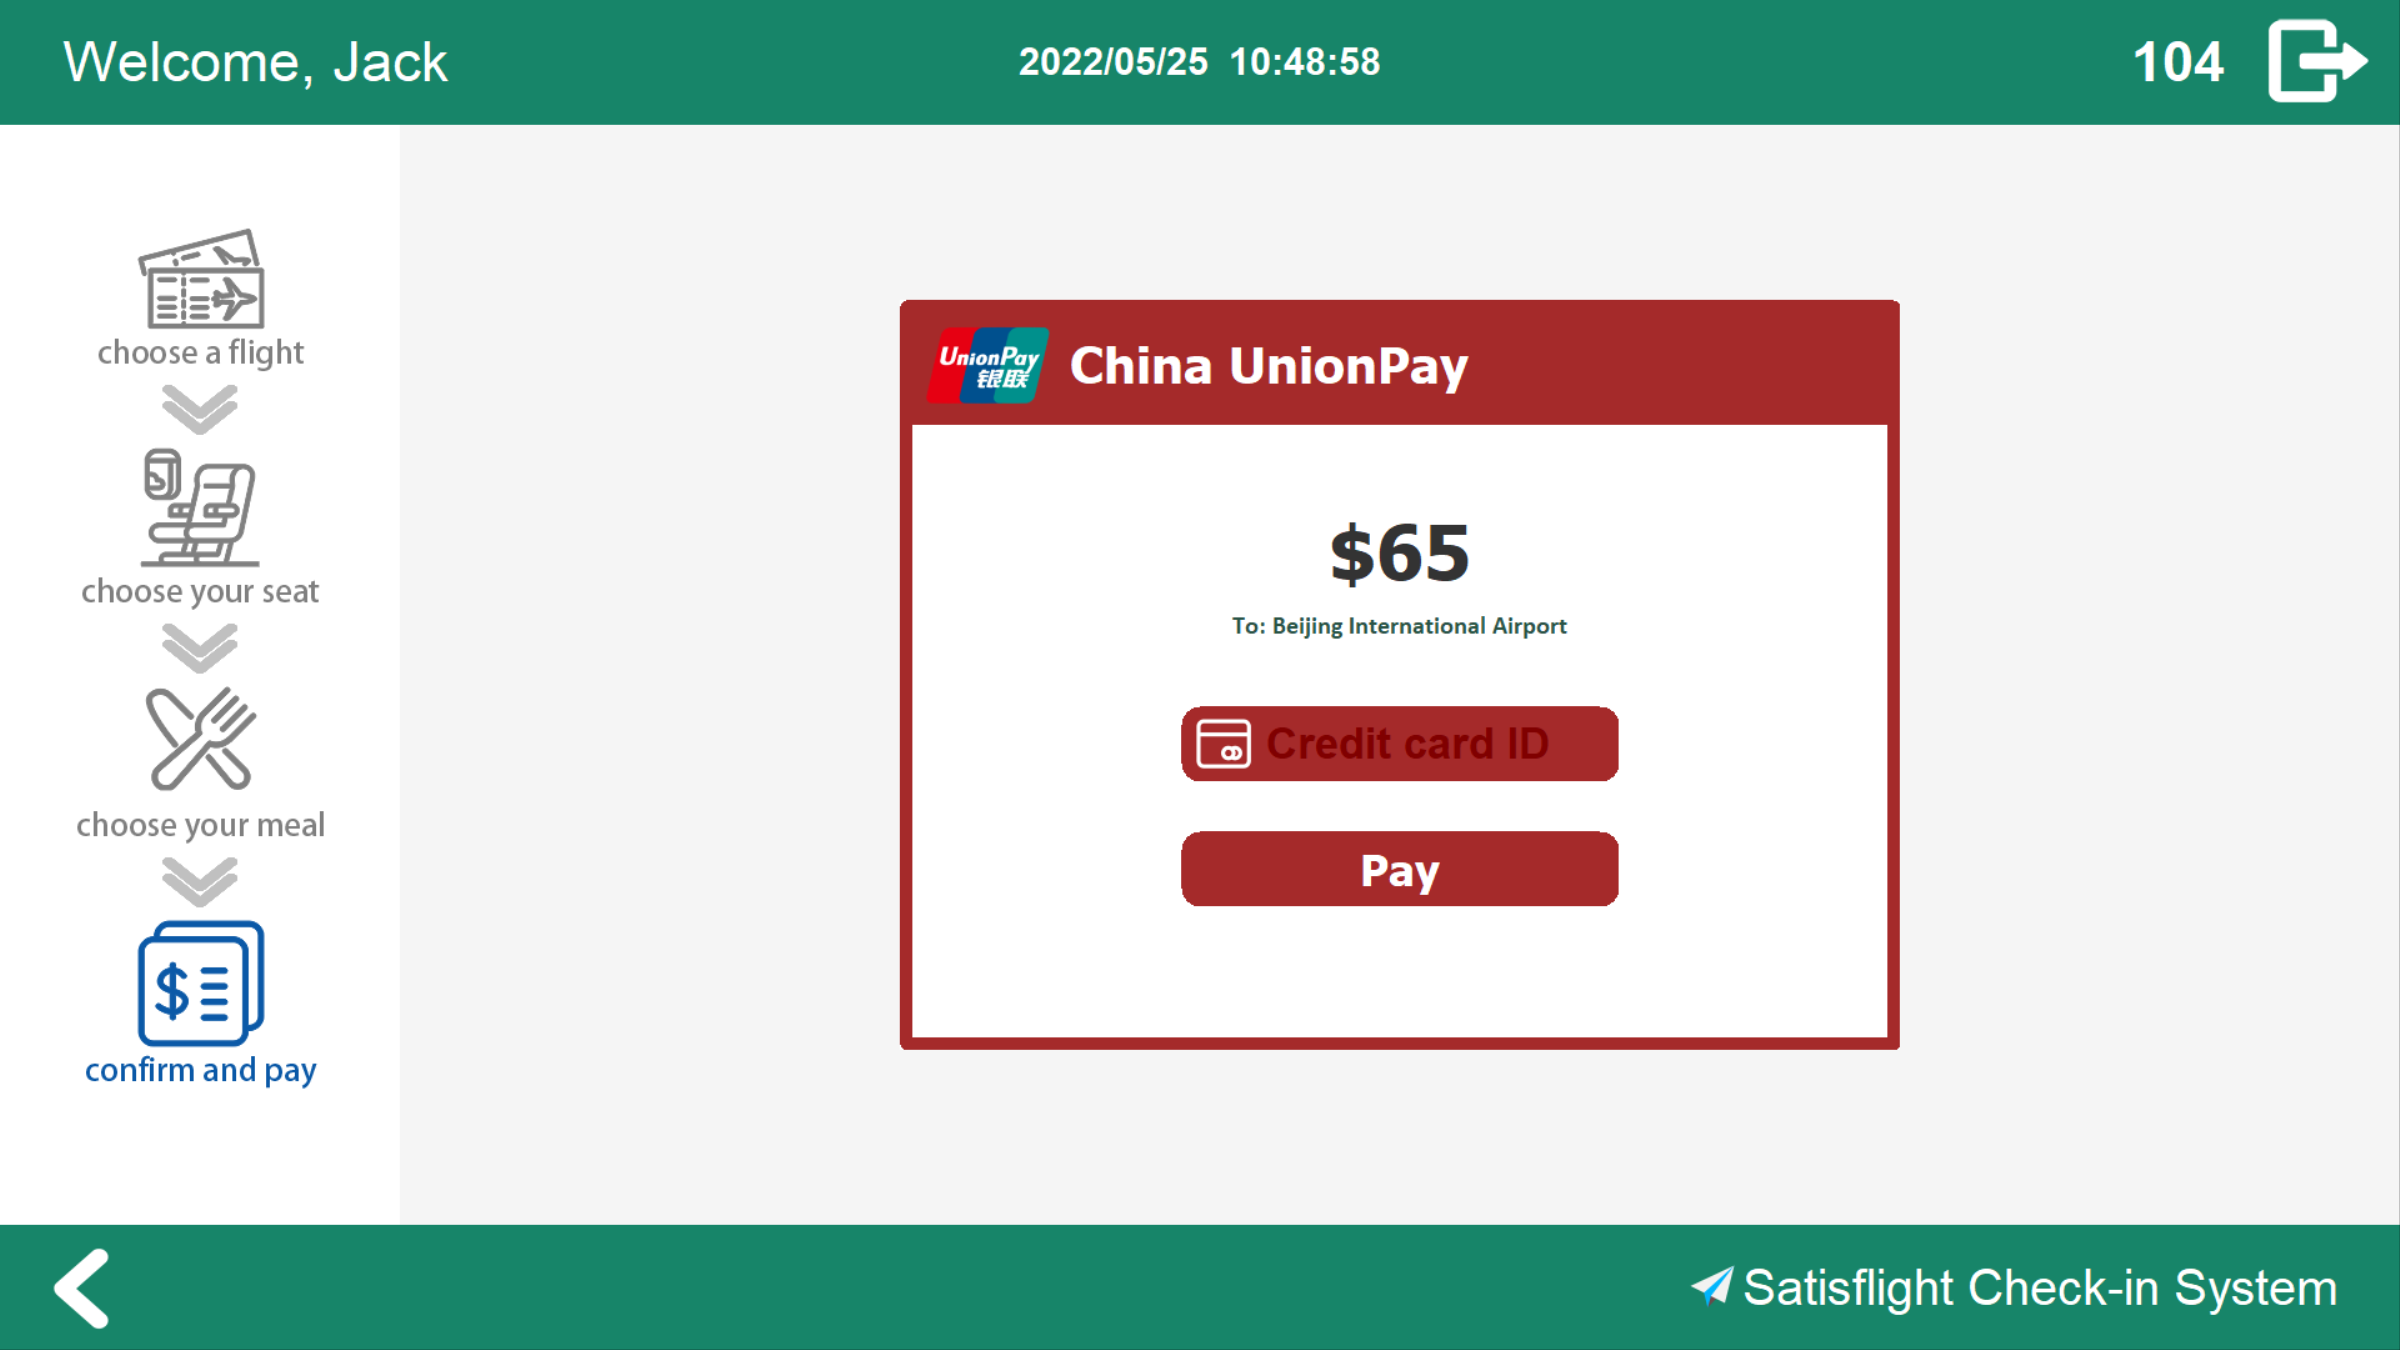 Welcome, Jack
2022/05/25 10:48:58
104
choose a flight
choose your seat
choose your meal
$
confirm and pay
UnionPay
银联
China UnionPay
$65
To: Beijing International Airport
Credit card ID
Pay
Satisflight Check-in System